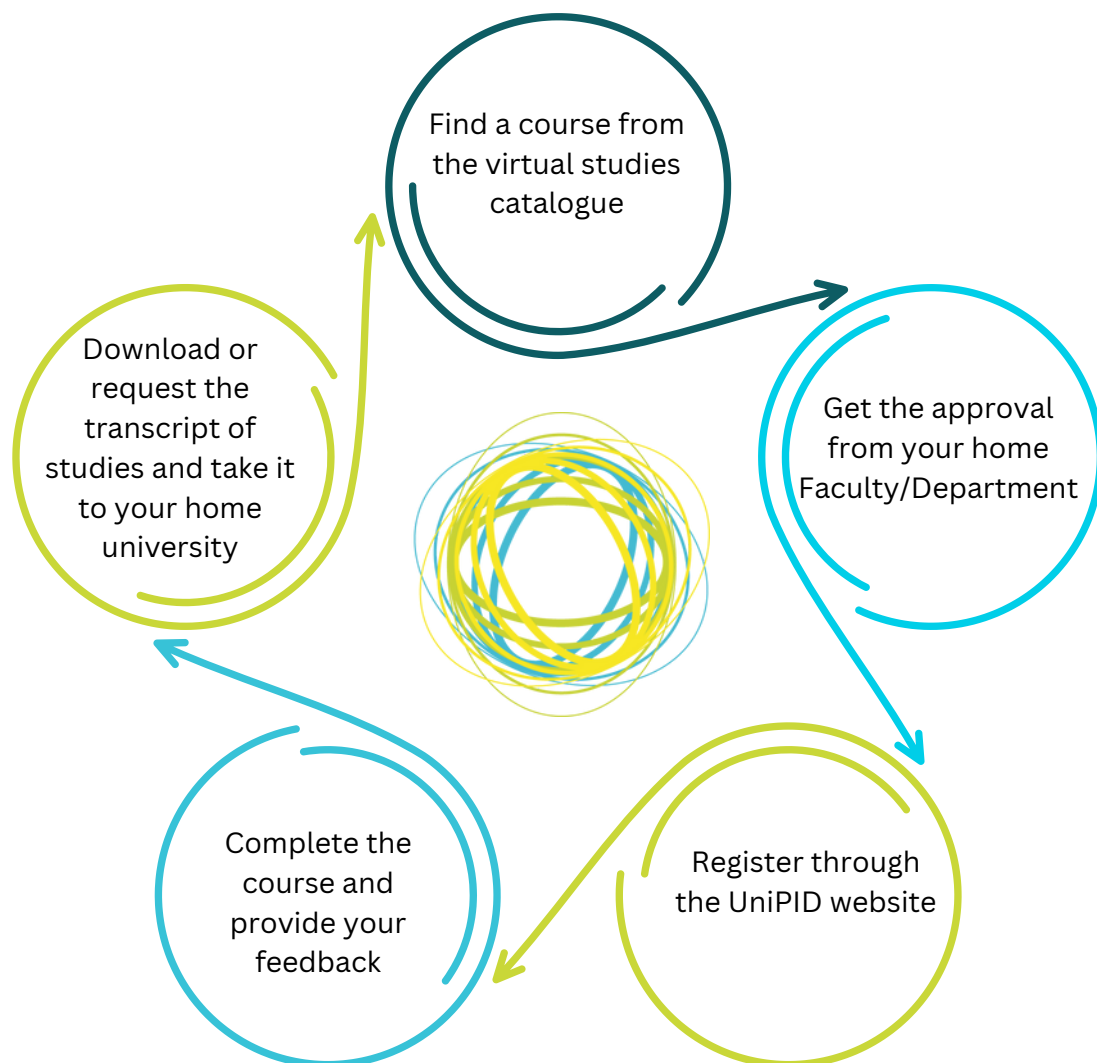 Find a course from
the virtual studies
catalogue
Get the approval
from your home
Faculty/Department
Register through
the UniPID website
Complete the
course and
provide your
feedback
Download or
request the
transcript of
studies and take it
to your home
university